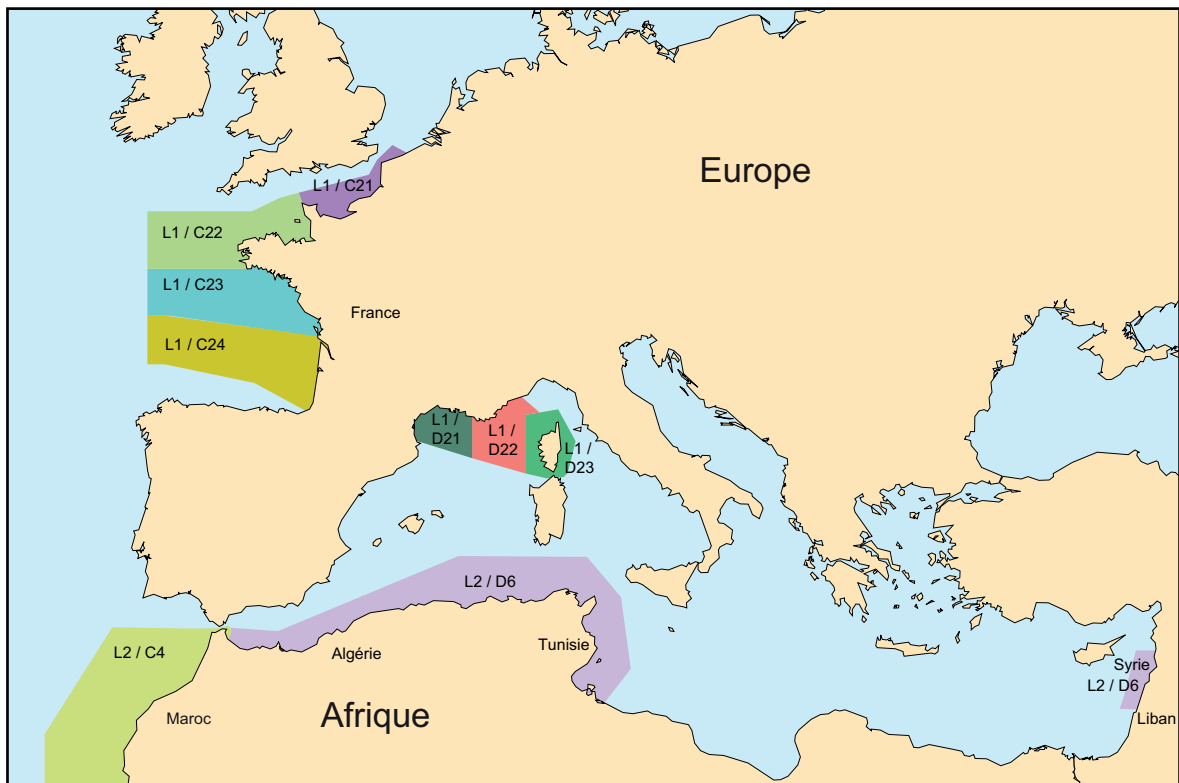 Europe
L1 / C21
L1 / C22
L1 / C23
France
L1 / C24
L1 /
D21
L1 /
D22
L1 /
D23
L2 / D6
Tunisie
L2 / C4
Algérie
Syrie
L2 / D6
Maroc
Afrique
Liban